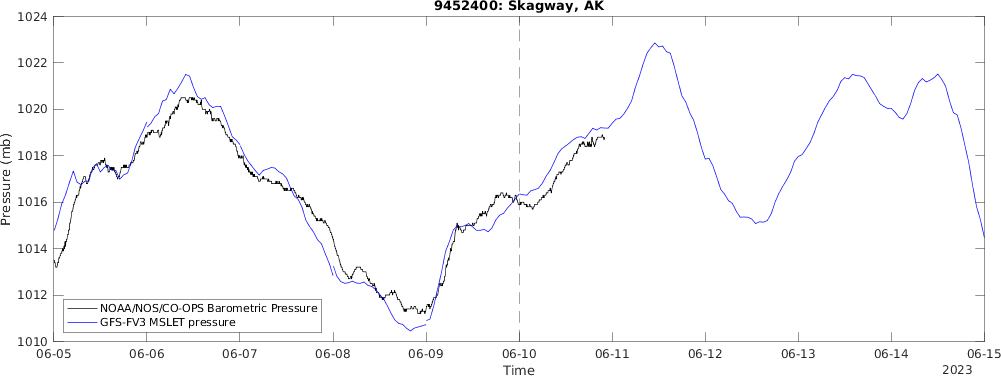 9452400: Skagway, AK
1024
1022
1020
1018
1016
1014
1012
1010
Pressure (mb)
NOAA/NOS/CO-OPS Barometric Pressure
GFS-FV3 MSLET pressure
06-05 06-06 06-07 06-08 06-09 06-10 06-11 06-12 06-13 06-14 06-15
Time
2023